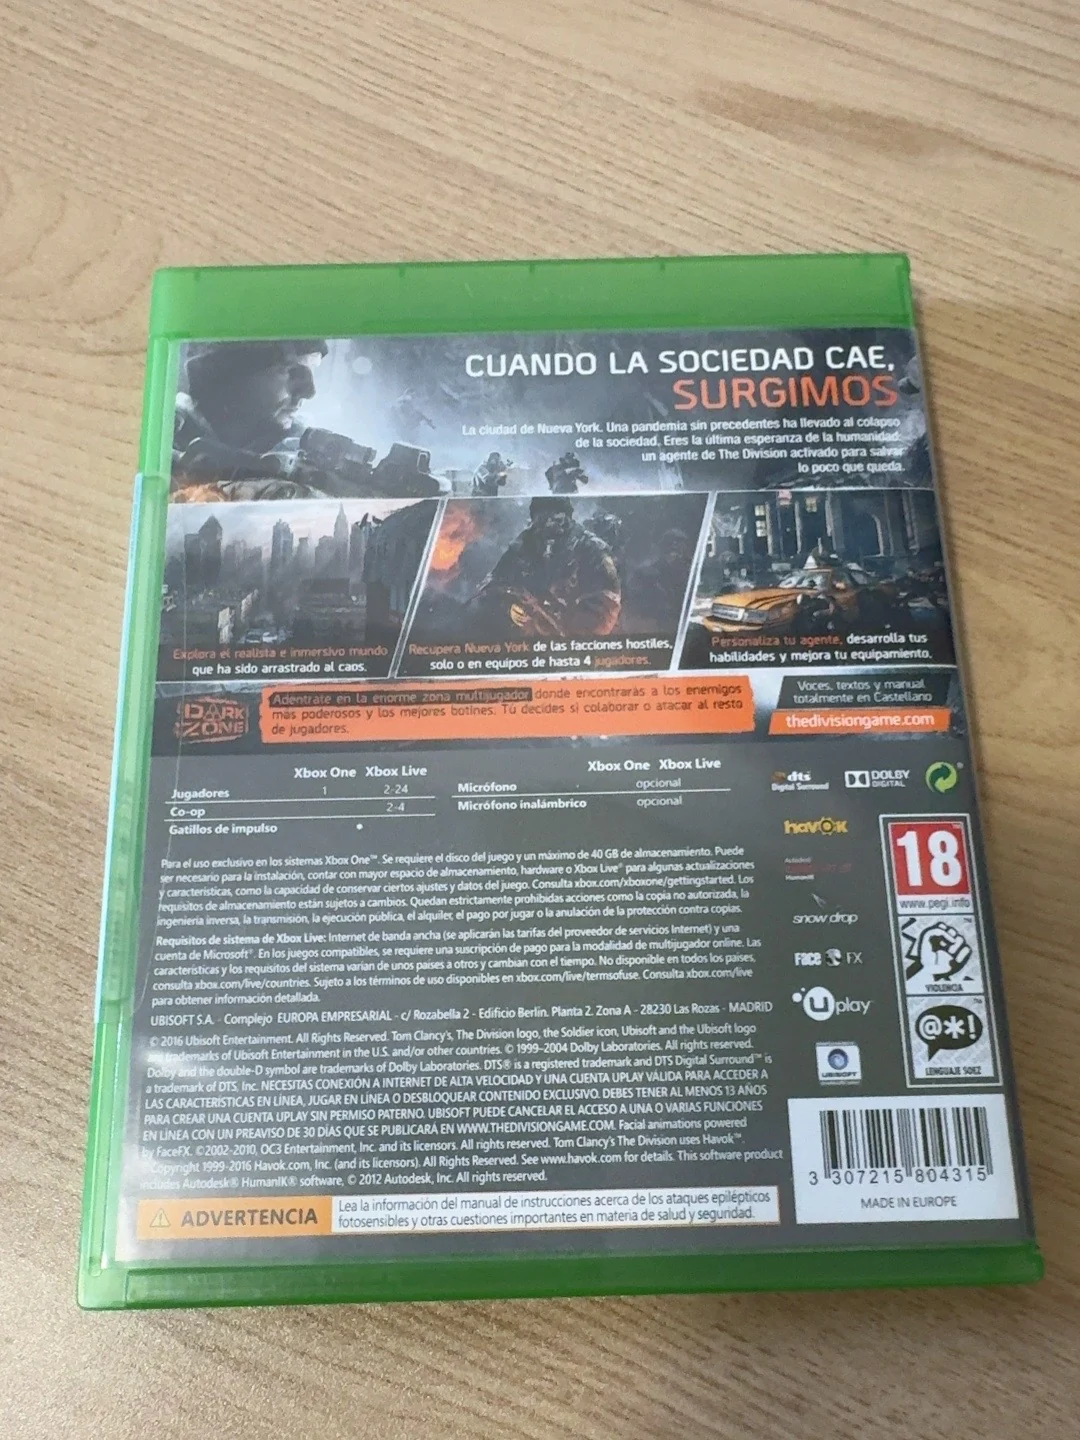 CUANDO LA SOCIEDAD CAE,
SURGIMOS
La ciudad de Nueva York. Una pandemia sin precedentes ha llevado al colapso
de la sociedad. Eres la última esperanza de la humanidad:
un agente de The Division activado para salvar
lo poco que queda.
Explora el realista e inmersivo mundo
que ha sido arrastrado al caos.
Recupera Nueva York de las facciones hostiles,
solo o en equipos de hasta 4 jugadores.
Personaliza tu agente, desarrolla tus
habilidades y mejora tu equipamiento.
DARK
ZONE
Adéntrate en la enorme zona multijugador donde encontrarás a los enemigos
más poderosos y los mejores botines. Tú decides si colaborar o atacar al resto
de jugadores.
Voces, textos y manual
totalmente en Castellano
thedivisiongame.com
Xbox One Xbox Live
Jugadores 1 2-24
Co-op 2-4
Gatillos de impulso •
Xbox One Xbox Live
Micrófono opcional
Micrófono inalámbrico opcional
dts
Digital Surround
DOLBY
DIGITAL
havok
Autodesk
HumanIK
snow drop
Face FX
uplay
UBISOFT
18
www.pegi.info
VIOLENCIA
@*!
LENGUAJE SOEZ
Para el uso exclusivo en los sistemas Xbox One™. Se requiere el disco del juego y un máximo de 40 GB de almacenamiento. Puede
ser necesario para la instalación, contar con mayor espacio de almacenamiento, hardware o Xbox Live® para algunas actualizaciones
y características, como la capacidad de conservar ciertos ajustes y datos del juego. Consulta xbox.com/xboxone/gettingstarted. Los
requisitos de almacenamiento están sujetos a cambios. Quedan estrictamente prohibidas acciones como la copia no autorizada, la
ingeniería inversa, la transmisión, la ejecución pública, el alquiler, el pago por jugar o la anulación de la protección contra copias.
Requisitos de sistema de Xbox Live: Internet de banda ancha (se aplicarán las tarifas del proveedor de servicios Internet) y una
cuenta de Microsoft®. En los juegos compatibles, se requiere una suscripción de pago para la modalidad de multijugador online. Las
características y los requisitos del sistema varían de unos países a otros y cambian con el tiempo. No disponible en todos los países,
consulta xbox.com/live/countries. Sujeto a los términos de uso disponibles en xbox.com/live/termsofuse. Consulta xbox.com/live
para obtener información detallada.
UBISOFT S.A. - Complejo EUROPA EMPRESARIAL - c/ Rozabella 2 - Edificio Berlín. Planta 2. Zona A - 28230 Las Rozas - MADRID
© 2016 Ubisoft Entertainment. All Rights Reserved. Tom Clancy's, The Division logo, the Soldier icon, Ubisoft and the Ubisoft logo
are trademarks of Ubisoft Entertainment in the U.S. and/or other countries. © 1999-2004 Dolby Laboratories. All rights reserved.
Dolby and the double-D symbol are trademarks of Dolby Laboratories. DTS® is a registered trademark and DTS Digital Surround™ is
a trademark of DTS, Inc. NECESITAS CONEXIÓN A INTERNET DE ALTA VELOCIDAD Y UNA CUENTA UPLAY VÁLIDA PARA ACCEDER A
LAS CARACTERÍSTICAS EN LÍNEA, JUGAR EN LÍNEA O DESBLOQUEAR CONTENIDO EXCLUSIVO. DEBES TENER AL MENOS 13 AÑOS
PARA CREAR UNA CUENTA UPLAY SIN PERMISO PATERNO. UBISOFT PUEDE CANCELAR EL ACCESO A UNA O VARIAS FUNCIONES
EN LÍNEA CON UN PREAVISO DE 30 DÍAS QUE SE PUBLICARÁ EN WWW.THEDIVISIONGAME.COM. Facial animations powered
by FaceFX. ©2002-2010, OC3 Entertainment, Inc. and its licensors. All rights reserved. Tom Clancy's The Division uses Havok™.
©Copyright 1999-2016 Havok.com, Inc. (and its licensors). All Rights Reserved. See www.havok.com for details. This software product
includes Autodesk® HumanIK® software, © 2012 Autodesk, Inc. All rights reserved.
ADVERTENCIA
Lea la información del manual de instrucciones acerca de los ataques epilépticos
fotosensibles y otras cuestiones importantes en materia de salud y seguridad.
3 307215 804315
MADE IN EUROPE